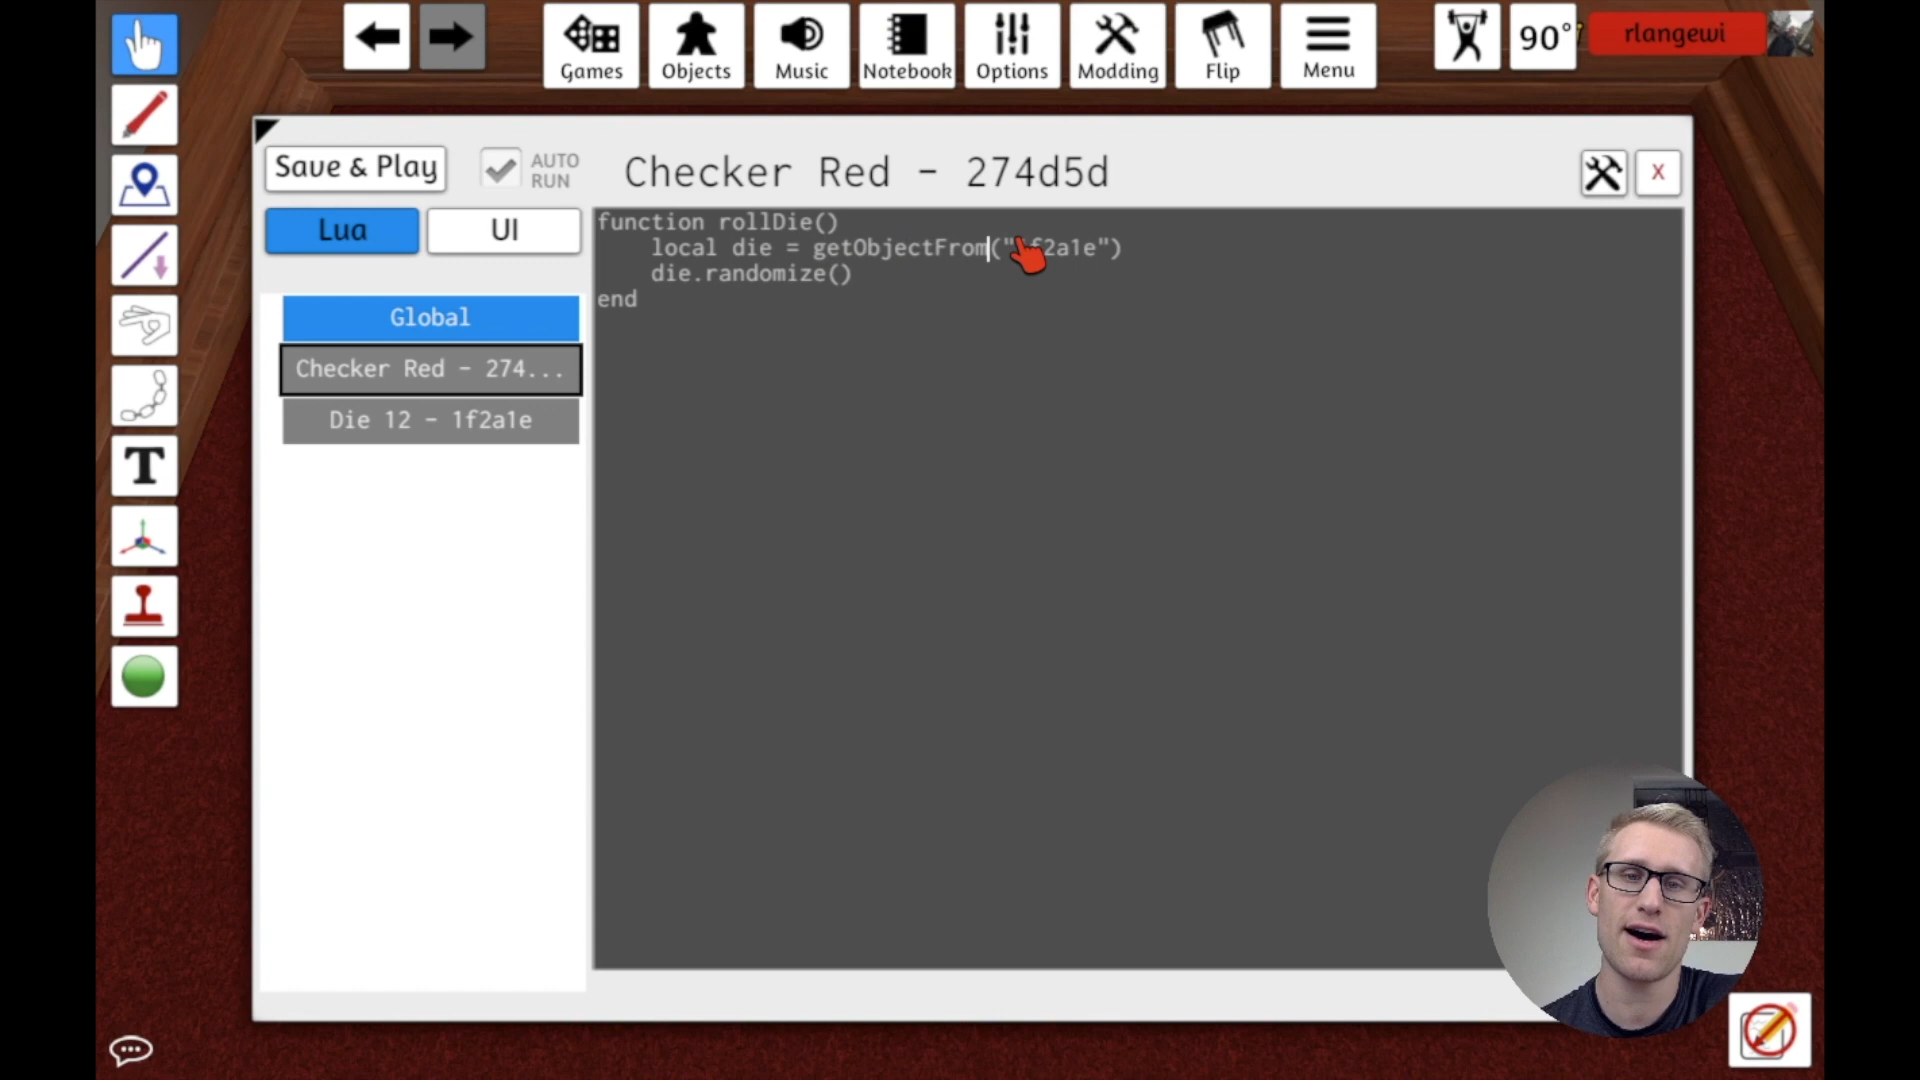 Games
Objects
Music
Notebook
Options
Modding
Flip
Menu
90°
rlangewi
Save & Play
AUTO
RUN
Checker Red - 274d5d
X
Lua
UI
Global
Checker Red - 274...
Die 12 - 1f2a1e
function rollDie()
local die = getObjectFrom("1f2a1e")
die.randomize()
end
T